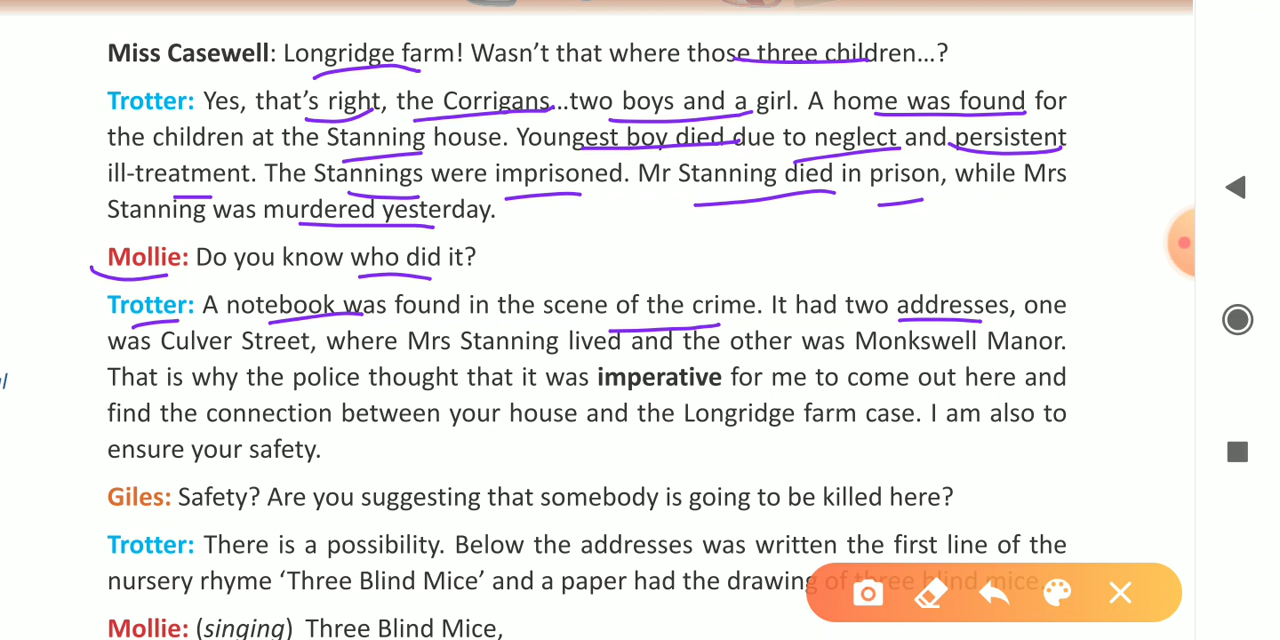 Miss Casewell: Longridge farm! Wasn't that where those three children...?
Trotter: Yes, that's right, the Corrigans...two boys and a girl. A home was found for
the children at the Stanning house. Youngest boy died due to neglect and persistent
ill-treatment. The Stannings were imprisoned. Mr Stanning died in prison, while Mrs
Stanning was murdered yesterday.
Mollie: Do you know who did it?
Trotter: A notebook was found in the scene of the crime. It had two addresses, one
was Culver Street, where Mrs Stanning lived and the other was Monkswell Manor.
That is why the police thought that it was imperative for me to come out here and
find the connection between your house and the Longridge farm case. I am also to
ensure your safety.
Giles: Safety? Are you suggesting that somebody is going to be killed here?
Trotter: There is a possibility. Below the addresses was written the first line of the
nursery rhyme 'Three Blind Mice' and a paper had the drawing of three blind mice.
Mollie: (singing) Three Blind Mice,